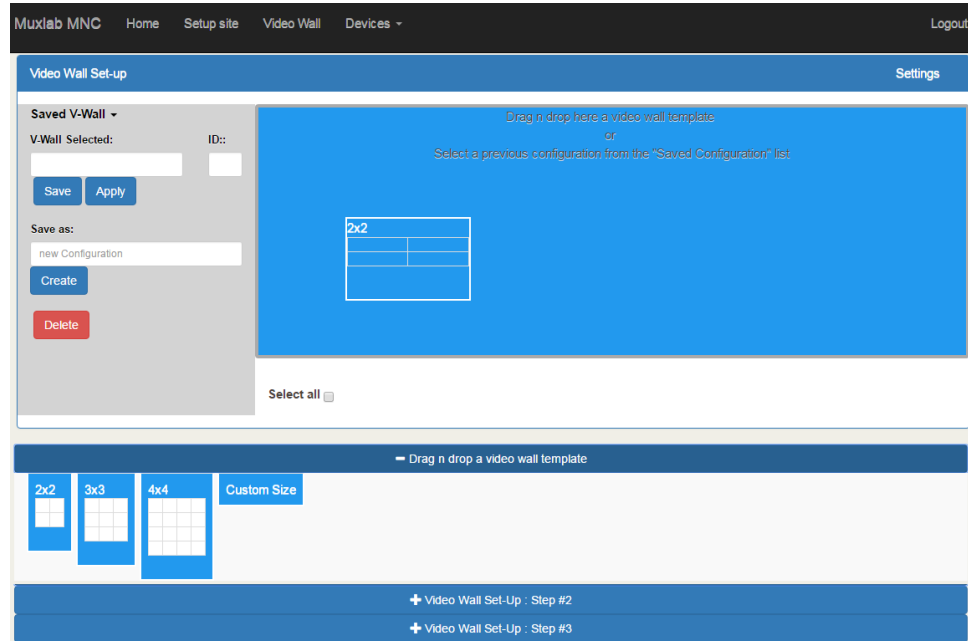 Muxlab MNC Home Setup site Video Wall Devices Logout
Video Wall Set-up Settings
Saved V-Wall
V-Wall Selected: ID::
Save Apply
Save as:
new Configuration
Create
Delete
Drag n drop here a video wall template
or
Select a previous configuration from the "Saved Configuration" list
2x2
Select all
Drag n drop a video wall template
2x2 3x3 4x4 Custom Size
Video Wall Set-Up : Step #2
Video Wall Set-Up : Step #3